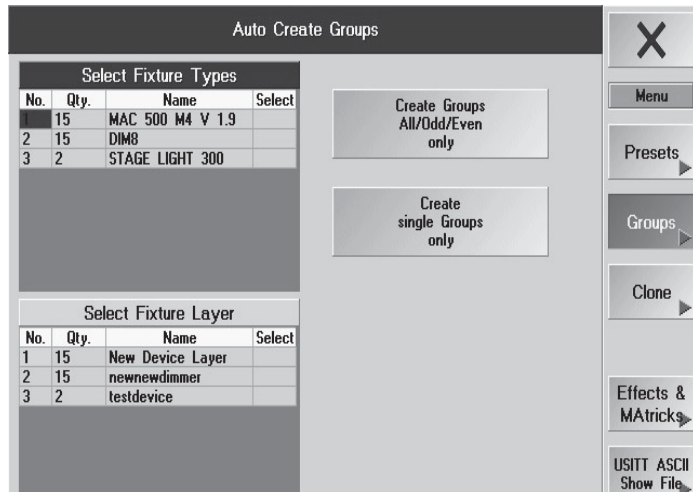 Auto Create Groups
Select Fixture Types
No. Qty. Name Select
1 15 MAC 500 M4 V 1.9
2 15 DIM8
3 2 STAGE LIGHT 300
Create Groups
All/Odd/Even
only
Create
single Groups
only
Select Fixture Layer
No. Qty. Name Select
1 15 New Device Layer
2 15 newnewdimmer
3 2 testdevice
X
Menu
Presets
Groups
Clone
Effects &
MAtricks
USITT ASCII
Show File